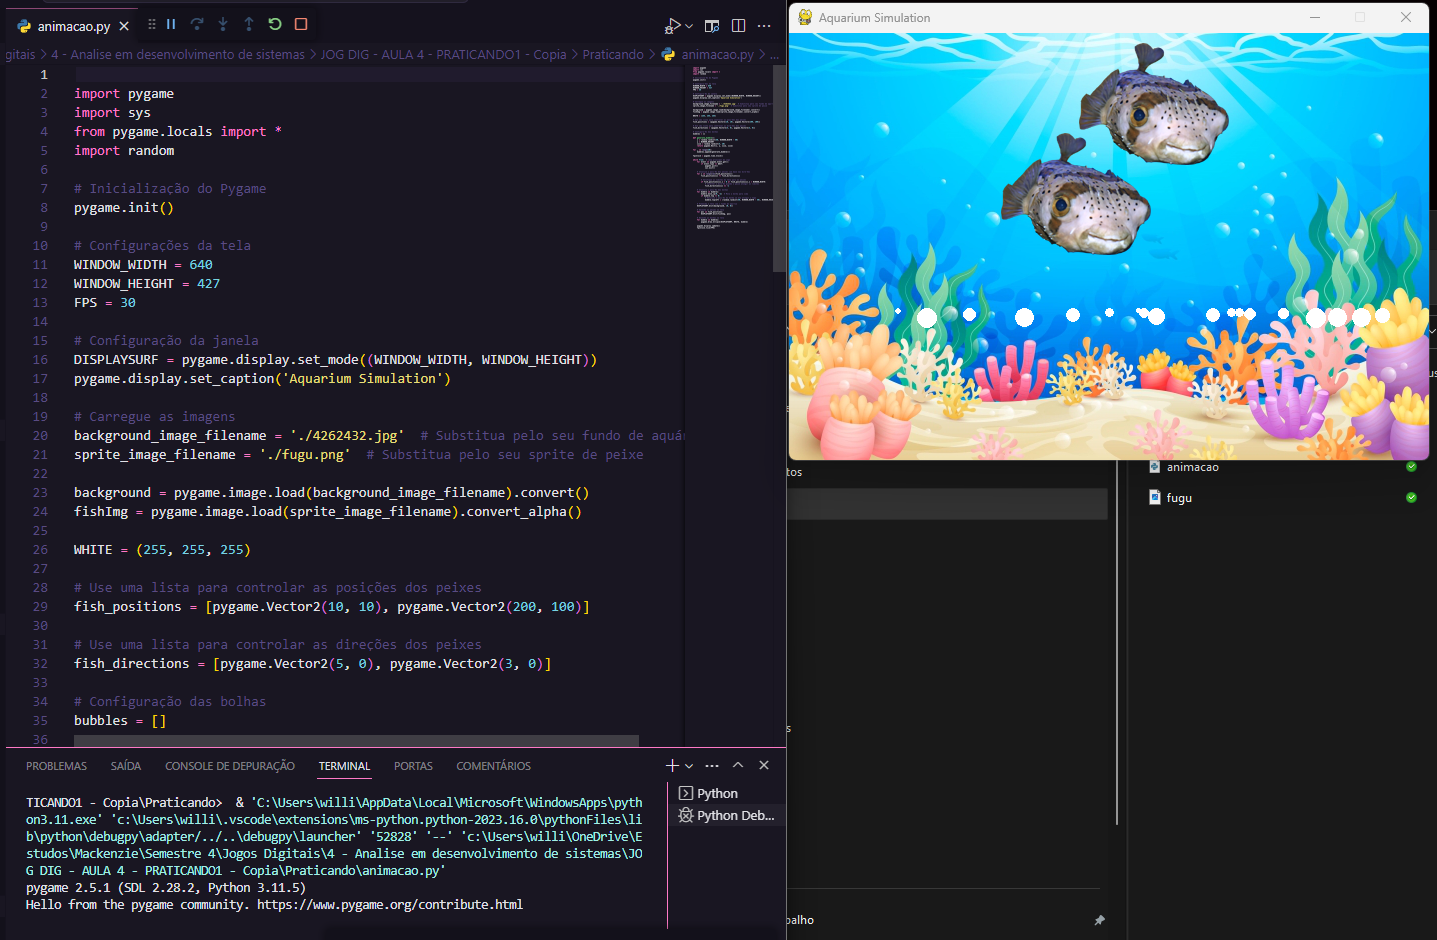 animacao.py
igitais > 4 - Analise em desenvolvimento de sistemas > JOG DIG - AULA 4 - PRATICANDO1 - Copia > Praticando > animacao.py > ...
1
2 import pygame
3 import sys
4 from pygame.locals import *
5 import random
6
7 # Inicialização do Pygame
8 pygame.init()
9
10 # Configurações da tela
11 WINDOW_WIDTH = 640
12 WINDOW_HEIGHT = 427
13 FPS = 30
14
15 # Configuração da janela
16 DISPLAYSURF = pygame.display.set_mode((WINDOW_WIDTH, WINDOW_HEIGHT))
17 pygame.display.set_caption('Aquarium Simulation')
18
19 # Carregue as imagens
20 background_image_filename = './4262432.jpg'  # Substitua pelo seu fundo de aquár
21 sprite_image_filename = './fugu.png'  # Substitua pelo seu sprite de peixe
22
23 background = pygame.image.load(background_image_filename).convert()
24 fishImg = pygame.image.load(sprite_image_filename).convert_alpha()
25
26 WHITE = (255, 255, 255)
27
28 # Use uma lista para controlar as posições dos peixes
29 fish_positions = [pygame.Vector2(10, 10), pygame.Vector2(200, 100)]
30
31 # Use uma lista para controlar as direções dos peixes
32 fish_directions = [pygame.Vector2(5, 0), pygame.Vector2(3, 0)]
33
34 # Configuração das bolhas
35 bubbles = []
36
PROBLEMAS SAÍDA CONSOLE DE DEPURAÇÃO TERMINAL PORTAS COMENTÁRIOS
TICANDO1 - Copia\Praticando>  & 'C:\Users\willi\AppData\Local\Microsoft\WindowsApps\pyth
on3.11.exe' 'c:\Users\willi\.vscode\extensions\ms-python.python-2023.16.0\pythonFiles\li
b\python\debugpy\adapter/../..\debugpy\launcher' '52828' '--' 'c:\Users\willi\OneDrive\E
studos\Mackenzie\Semestre 4\Jogos Digitais\4 - Analise em desenvolvimento de sistemas\JO
G DIG - AULA 4 - PRATICANDO1 - Copia\Praticando\animacao.py'
pygame 2.5.1 (SDL 2.28.2, Python 3.11.5)
Hello from the pygame community. https://www.pygame.org/contribute.html
Python
Python Deb...
Aquarium Simulation
tos
animacao
fugu
s
balho
us